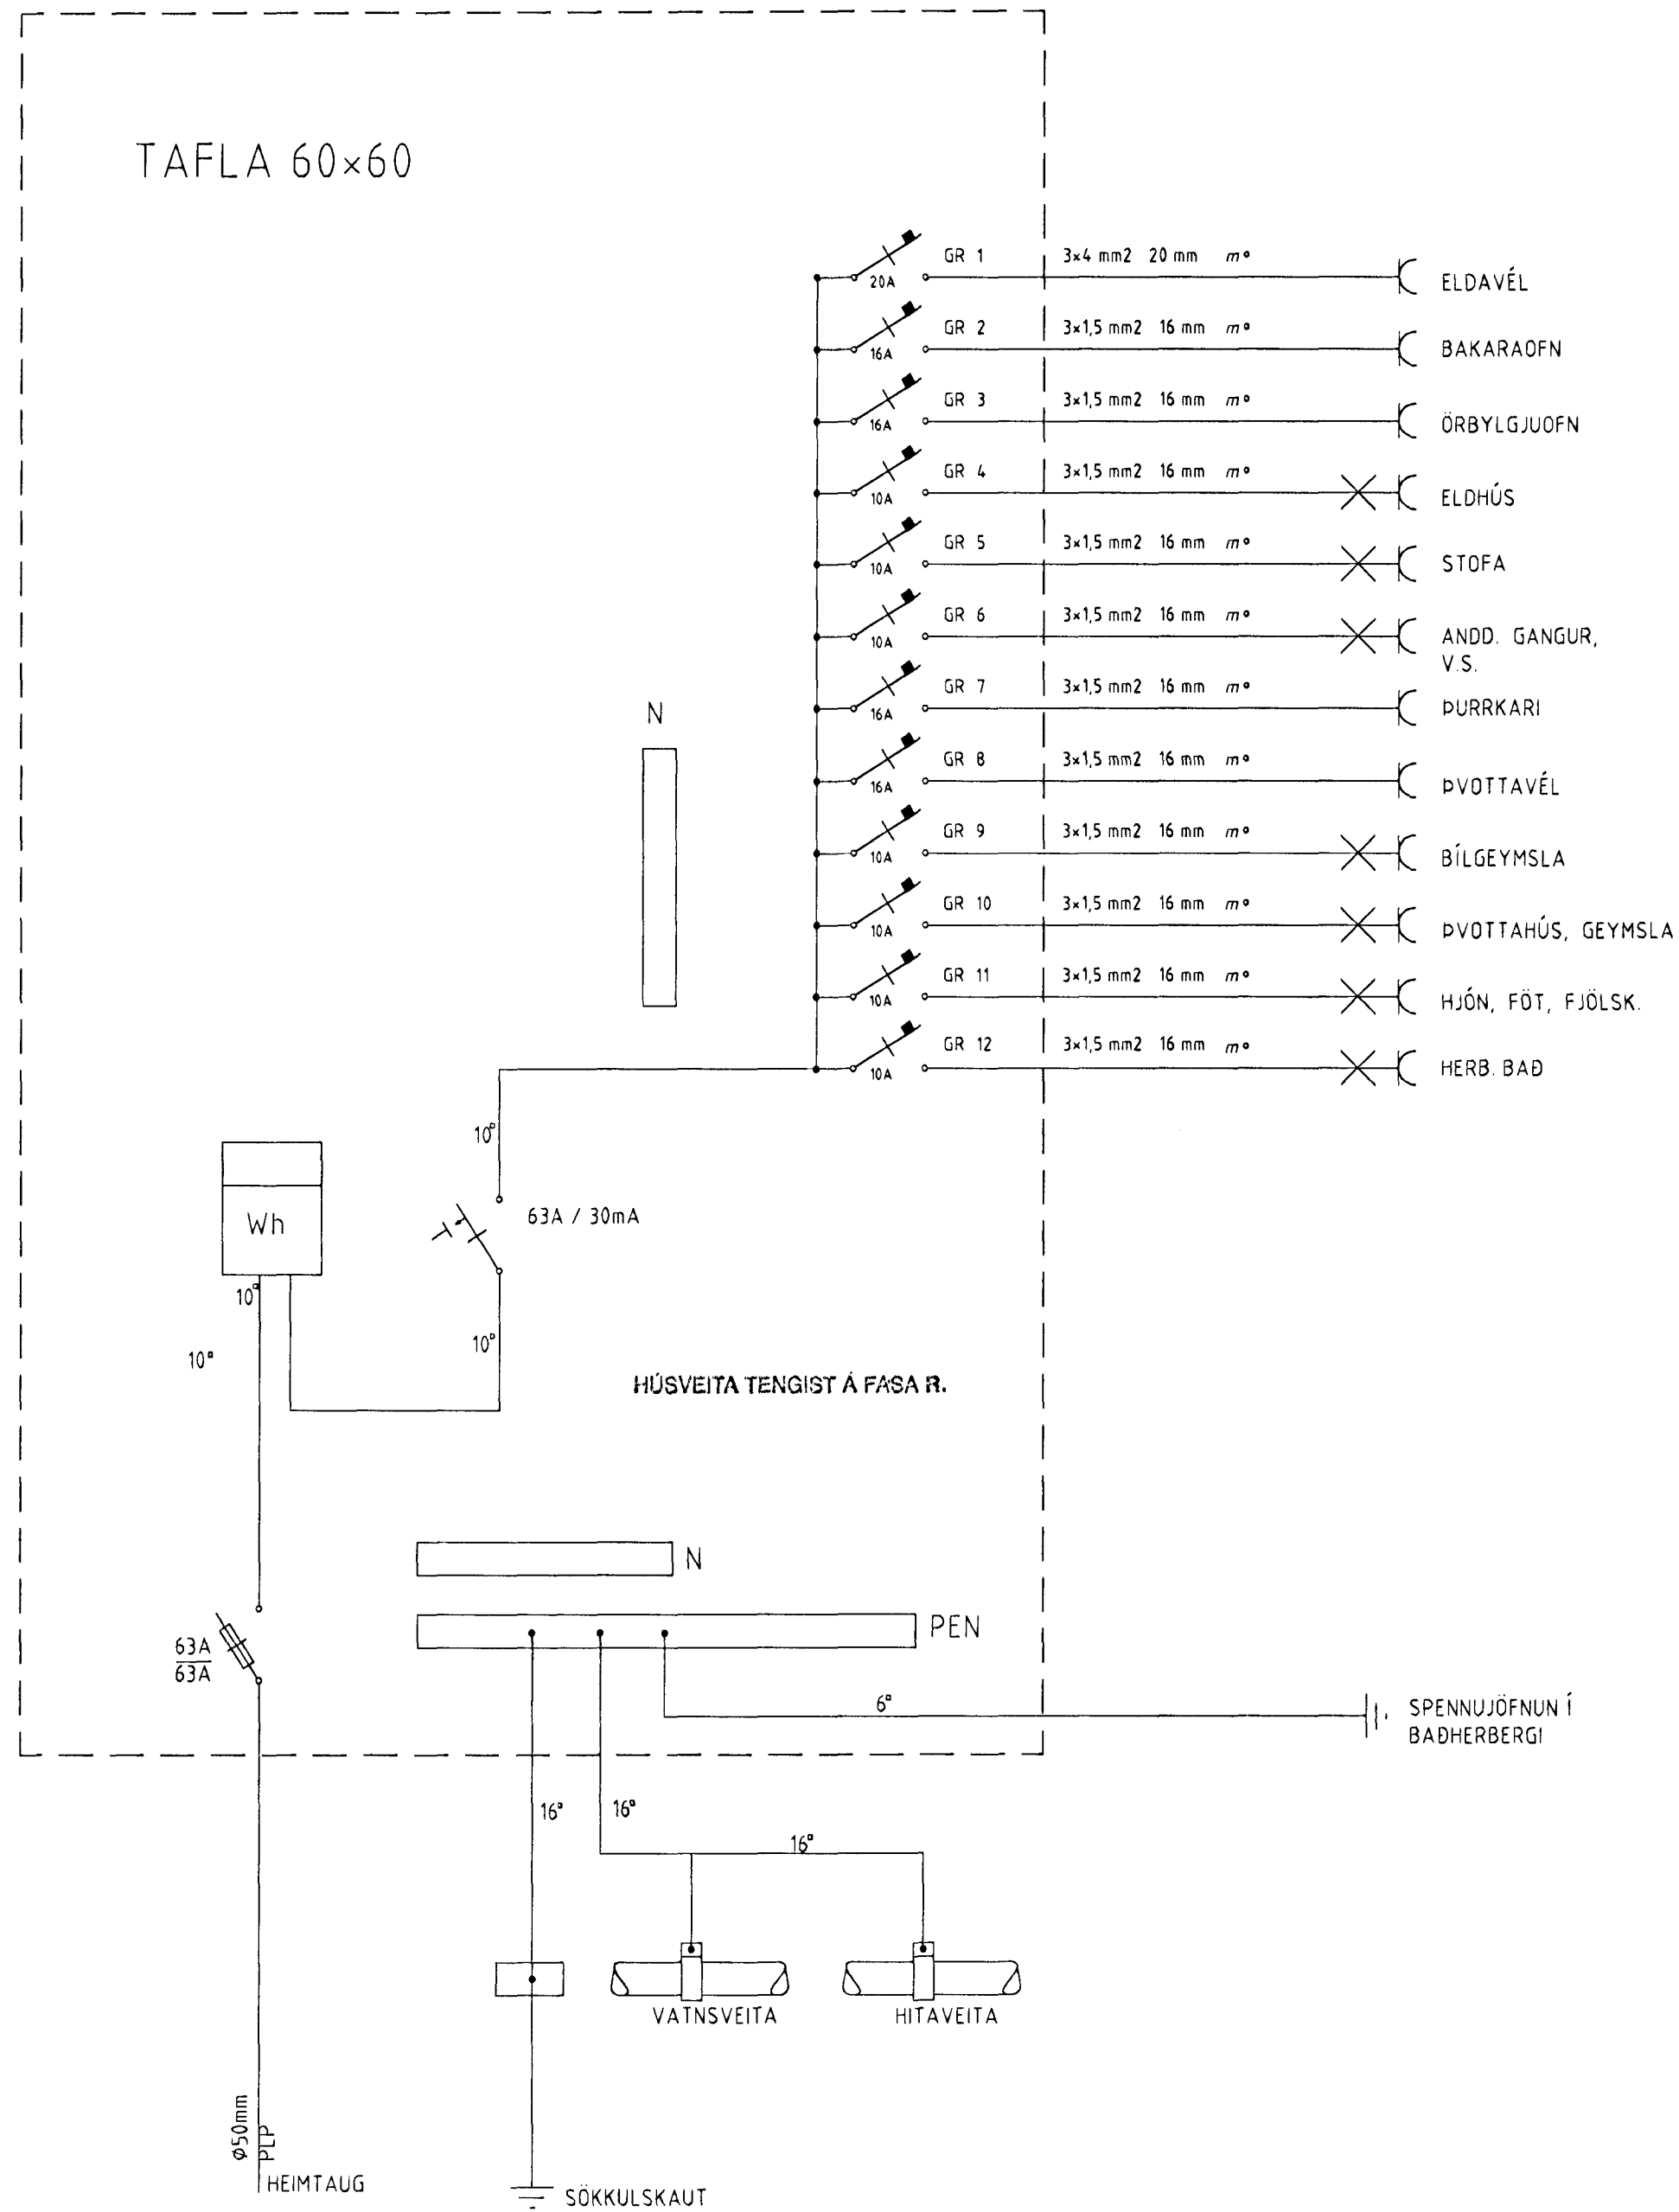 TAFLA 60×60
GR 1 3×4 mm2 20 mm m°
20A
ELDAVÉL
GR 2 3×1,5 mm2 16 mm m°
16A
BAKARAOFN
GR 3 3×1,5 mm2 16 mm m°
16A
ÖRBYLGJUOFN
GR 4 3×1,5 mm2 16 mm m°
10A
ELDHÚS
GR 5 3×1,5 mm2 16 mm m°
10A
STOFA
GR 6 3×1,5 mm2 16 mm m°
10A
ANDD. GANGUR,
V.S.
GR 7 3×1,5 mm2 16 mm m°
16A
ÞURRKARI
N
GR 8 3×1,5 mm2 16 mm m°
16A
ÞVOTTAVÉL
GR 9 3×1,5 mm2 16 mm m°
10A
BÍLGEYMSLA
GR 10 3×1,5 mm2 16 mm m°
10A
ÞVOTTAHÚS, GEYMSLA
GR 11 3×1,5 mm2 16 mm m°
10A
HJÓN, FÖT, FJÖLSK.
GR 12 3×1,5 mm2 16 mm m°
10A
HERB. BAÐ
10▫
Wh
63A / 30mA
10▫
10▫
10▫
HÚSVEITA TENGIST Á FASA R.
N
PEN
63A
63A
6▫
SPENNUJÖFNUN Í
BAÐHERBERGI
16▫
16▫
16▫
VATNSVEITA
HITAVEITA
Ø50mm
PLP
HEIMTAUG
SÖKKULSKAUT